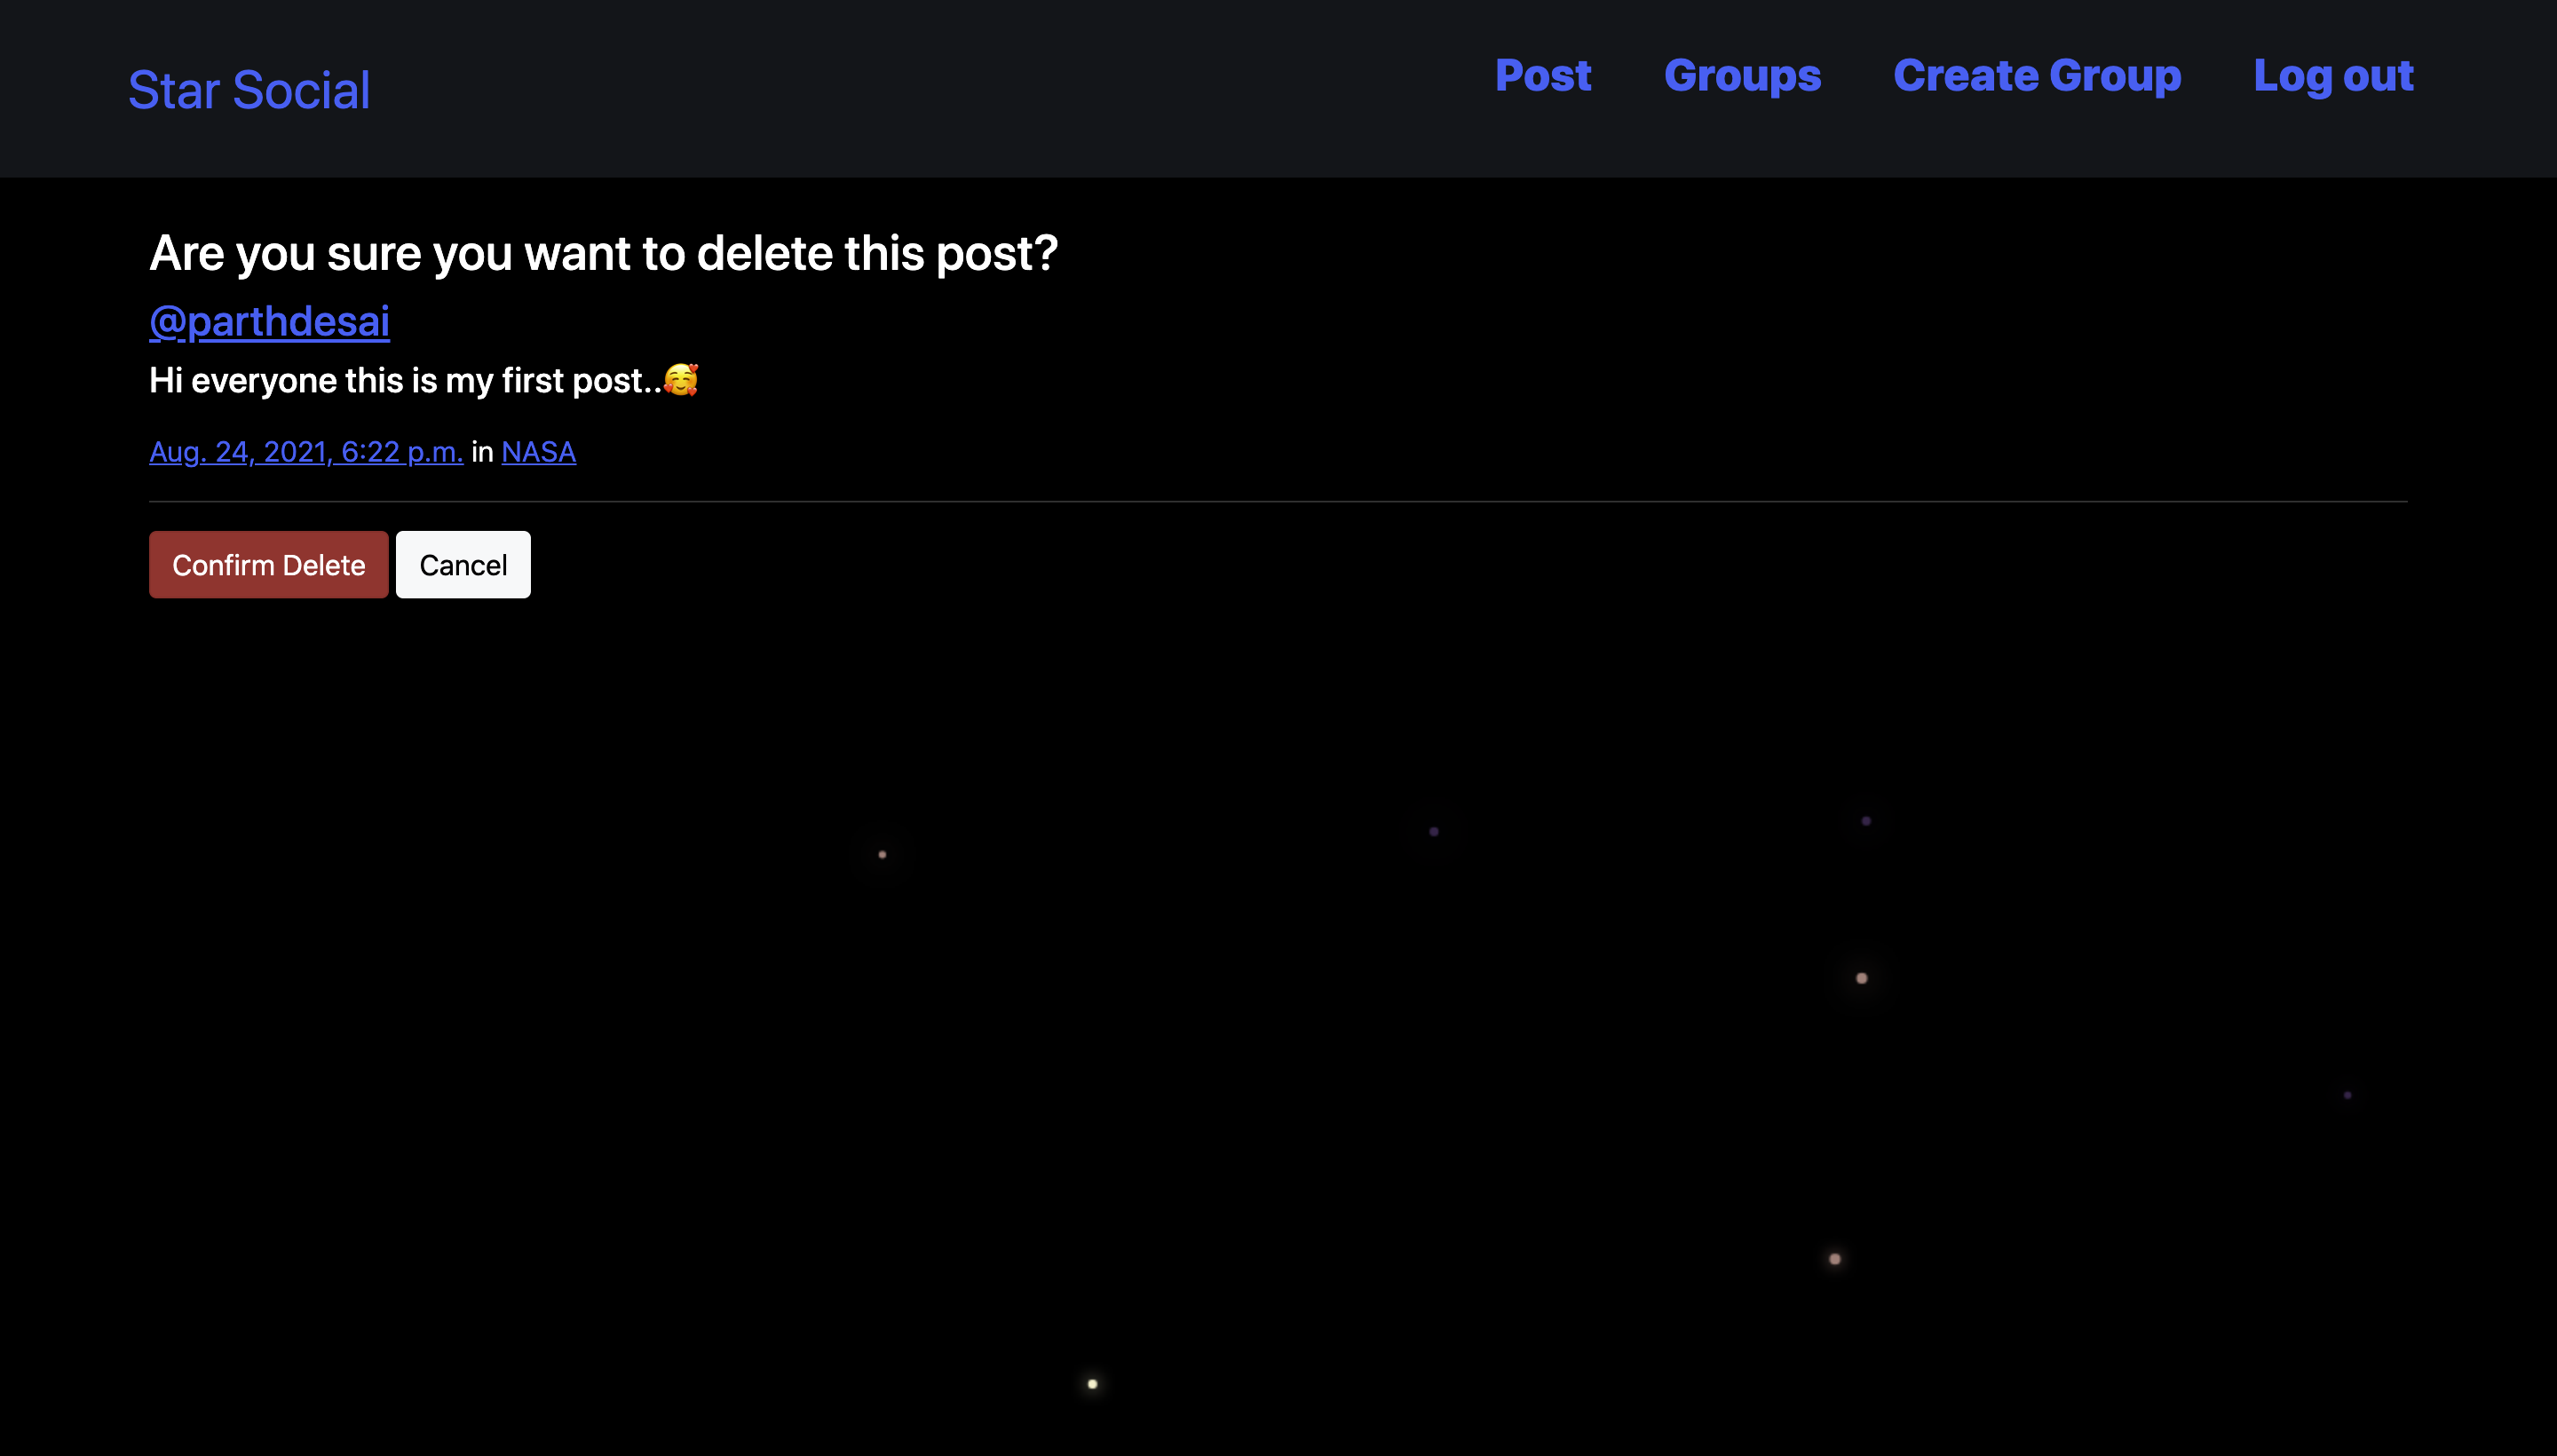 Star Social
Post Groups Create Group Log out
Are you sure you want to delete this post?
@parthdesai
Hi everyone this is my first post..🥰
Aug. 24, 2021, 6:22 p.m. in NASA
Confirm Delete Cancel